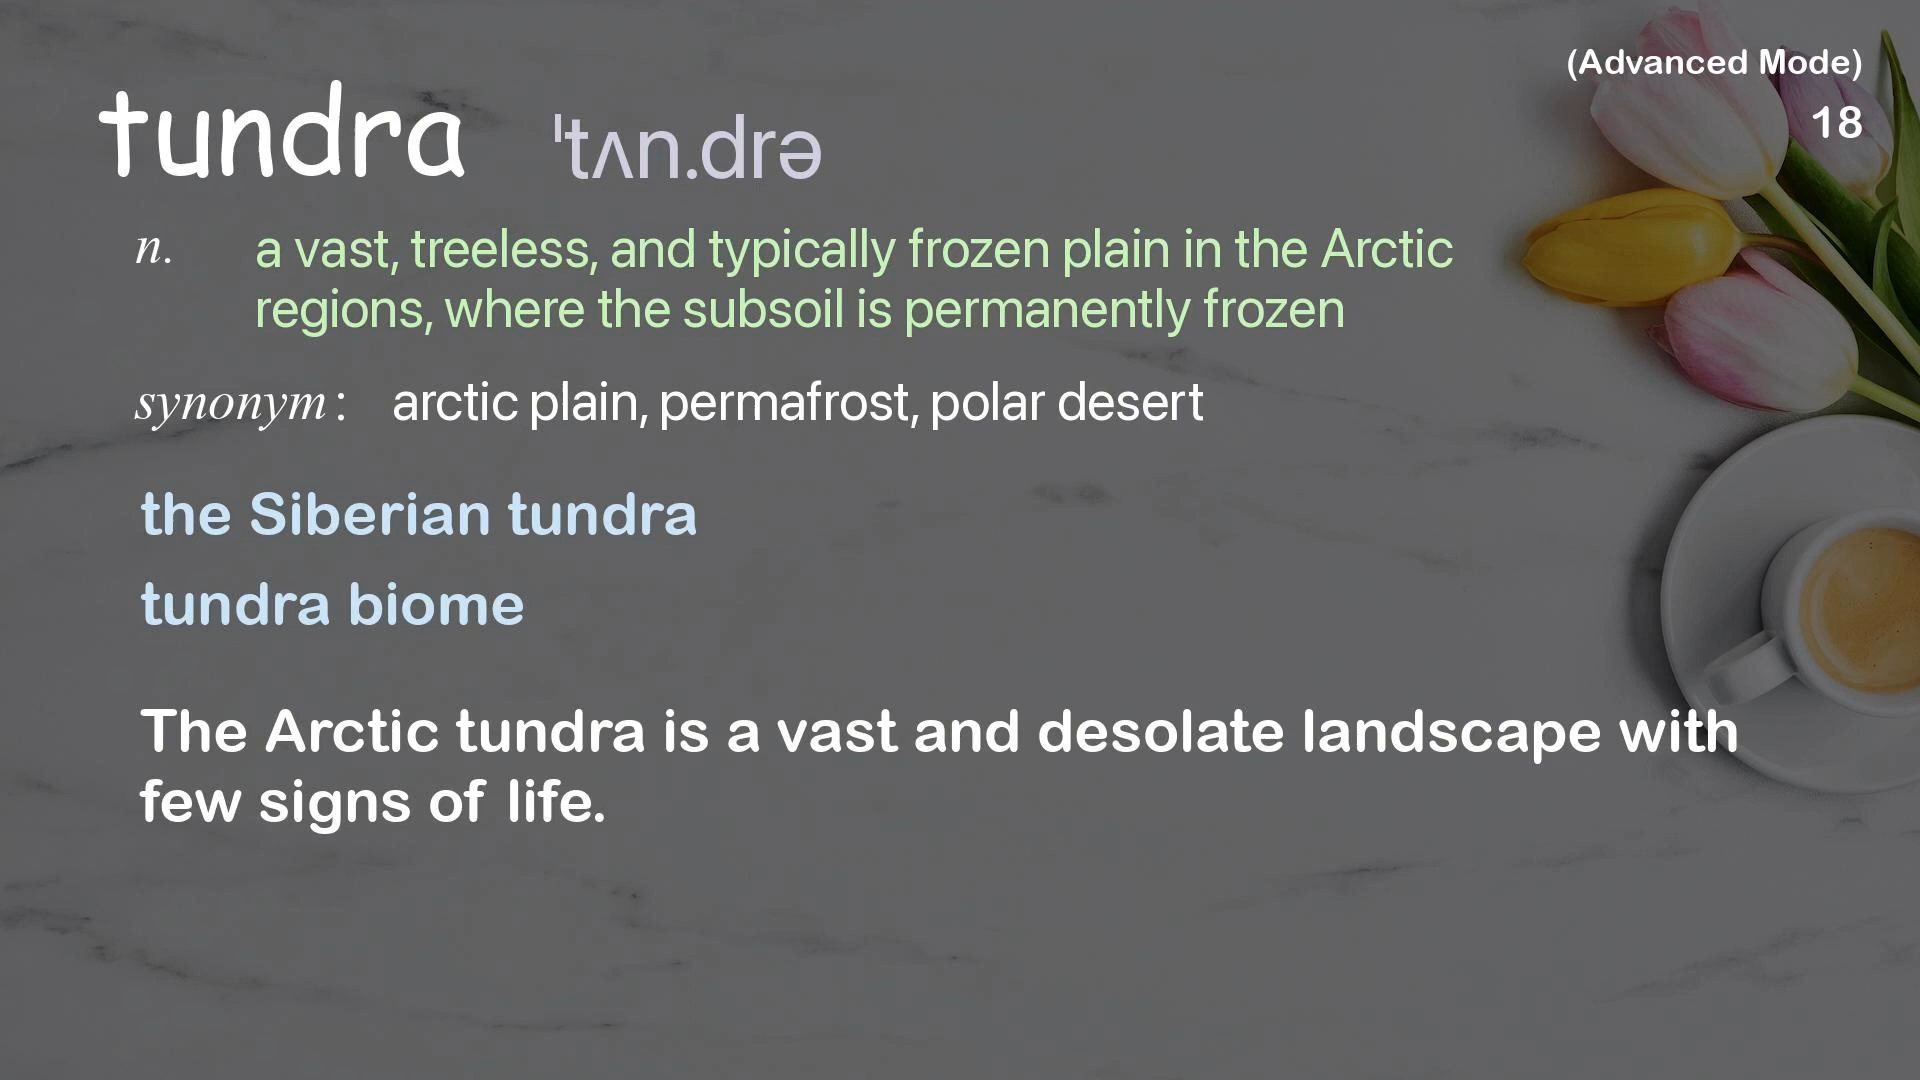 (Advanced Mode)
18
tundra ˈtʌn.drə
n. a vast, treeless, and typically frozen plain in the Arctic
regions, where the subsoil is permanently frozen
synonym : arctic plain, permafrost, polar desert
the Siberian tundra
tundra biome
The Arctic tundra is a vast and desolate landscape with
few signs of life.